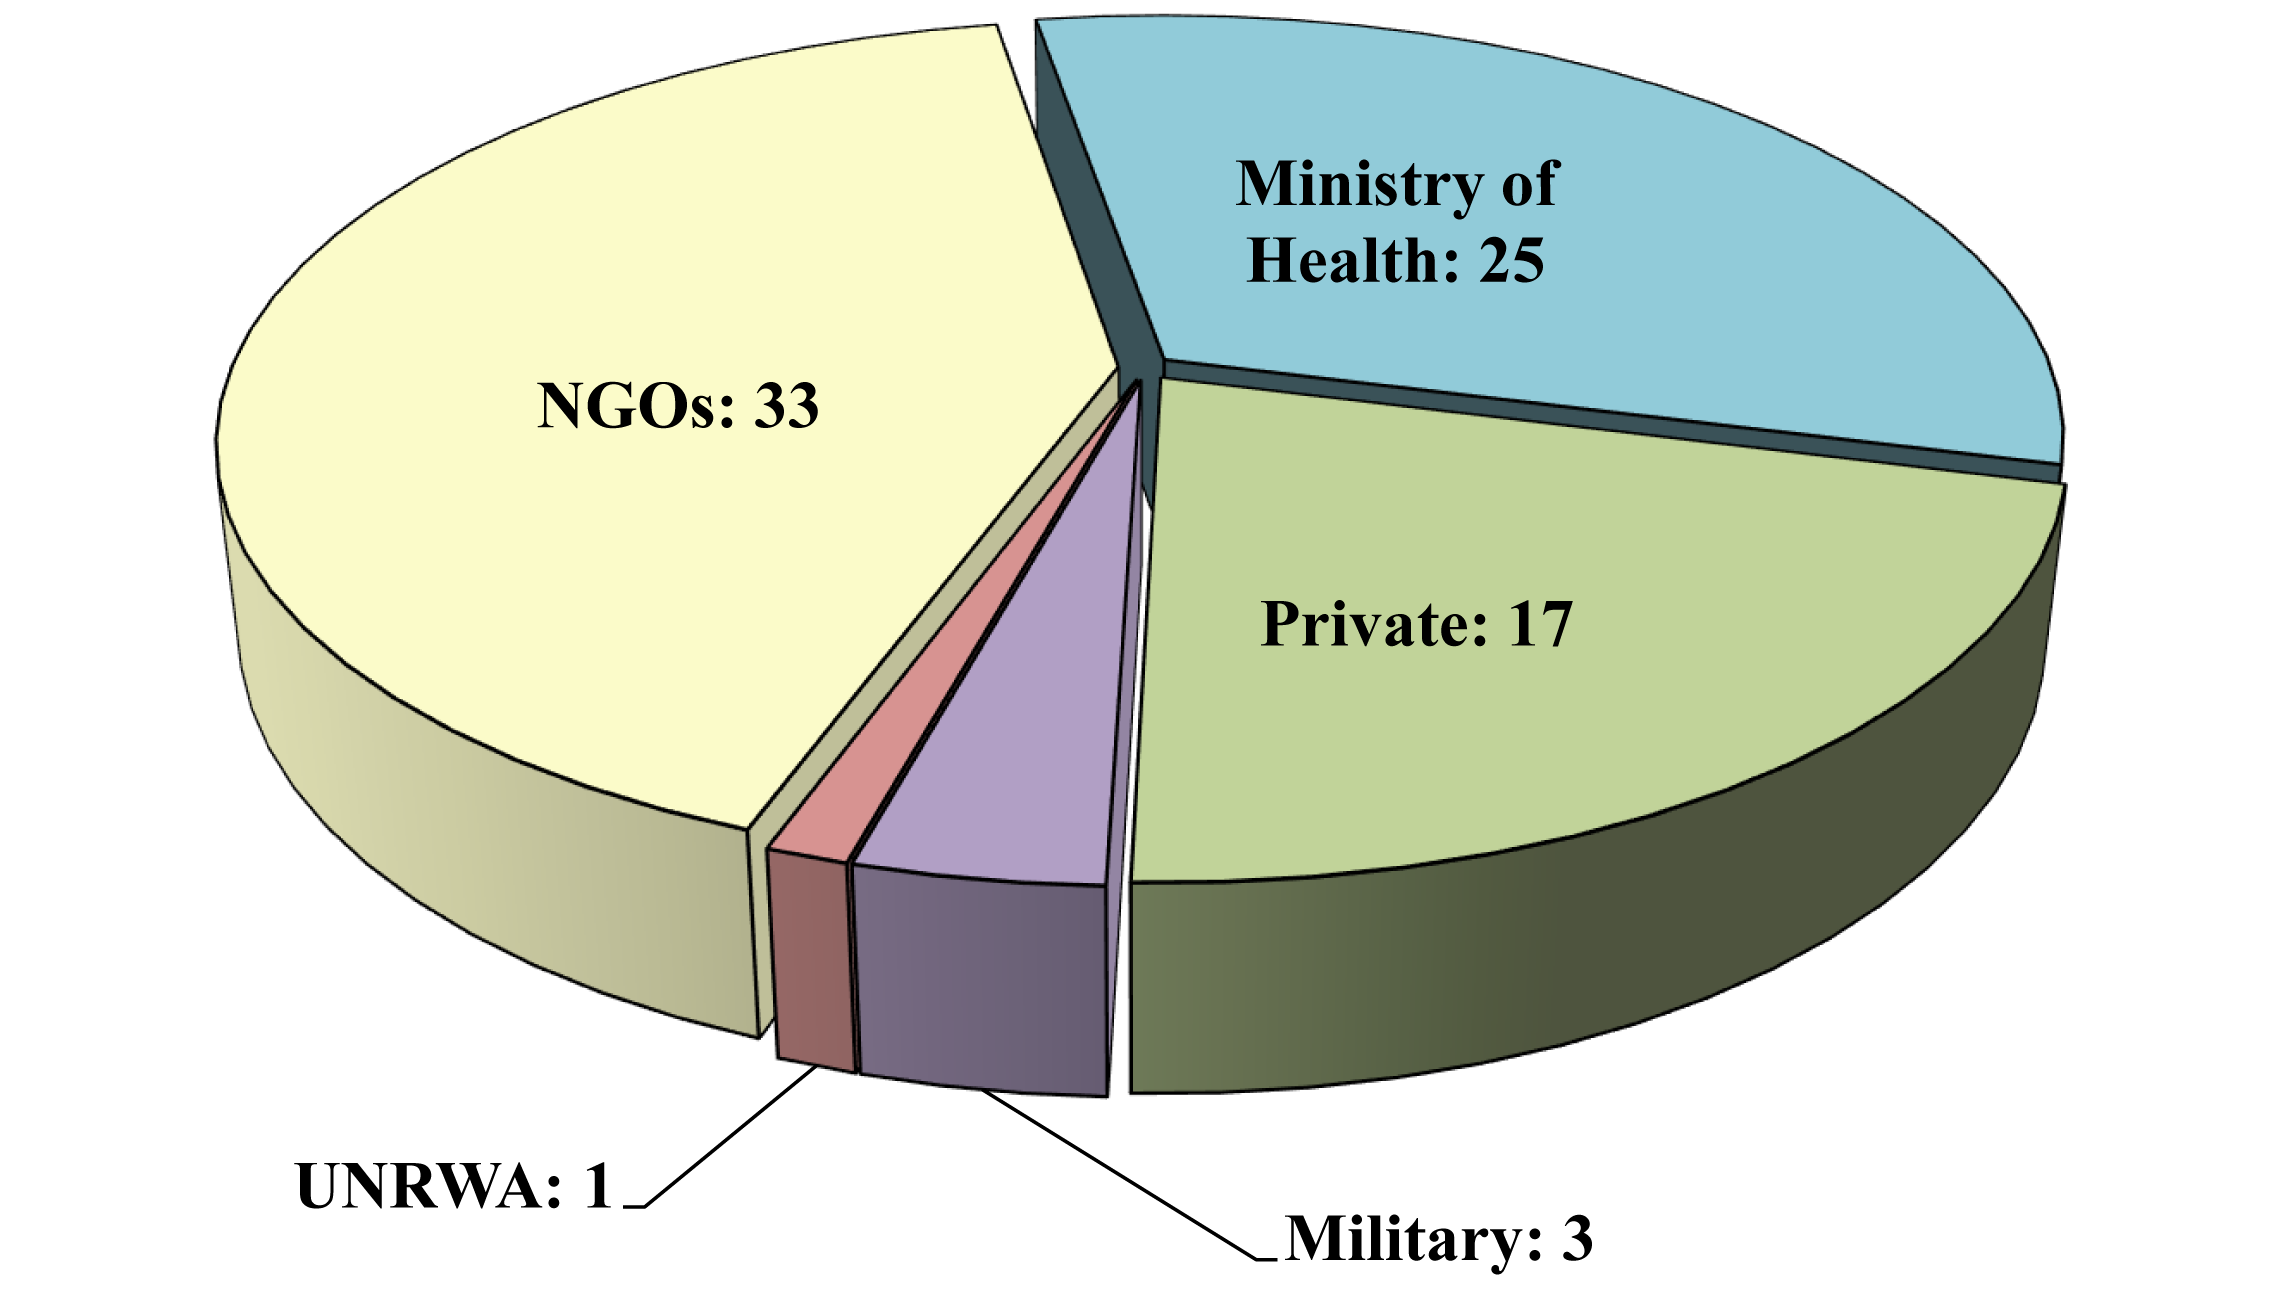 Ministry of
Health: 25
NGOs: 33
Private: 17
UNRWA: 1
Military: 3